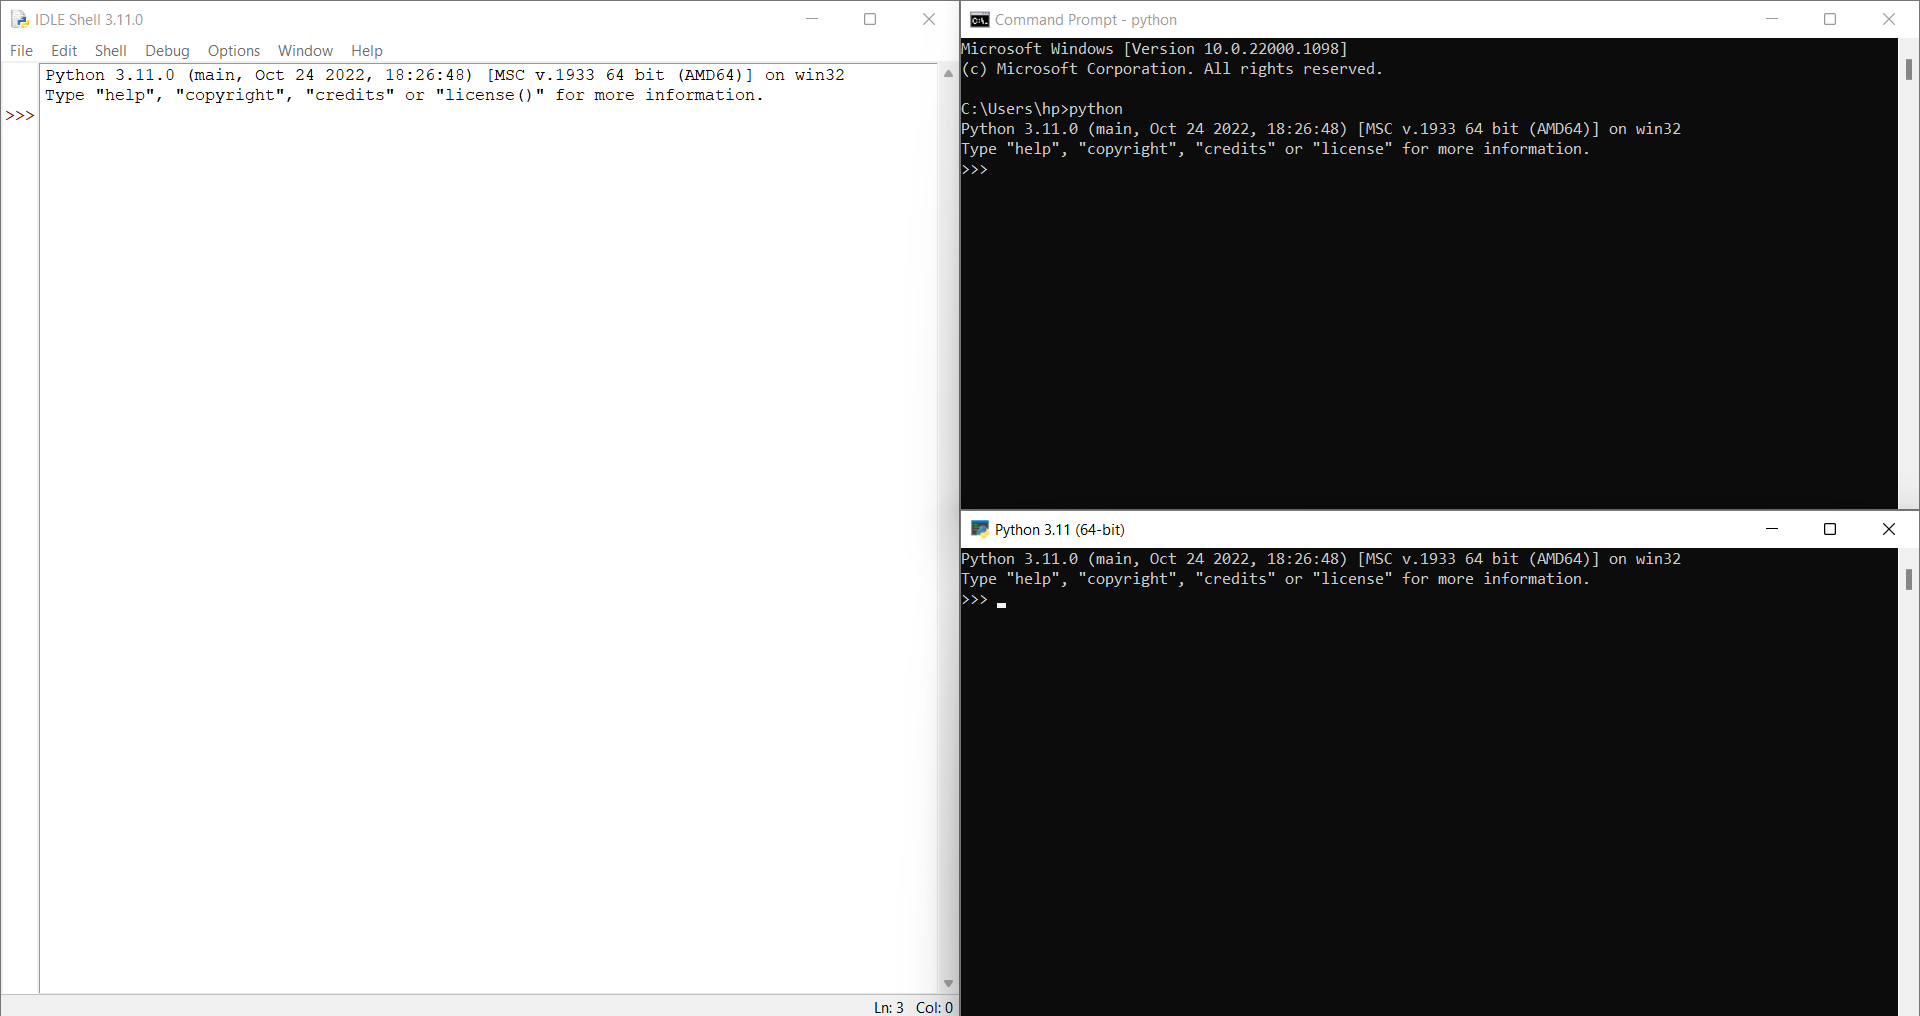 IDLE Shell 3.11.0
File Edit Shell Debug Options Window Help
Python 3.11.0 (main, Oct 24 2022, 18:26:48) [MSC v.1933 64 bit (AMD64)] on win32
Type "help", "copyright", "credits" or "license()" for more information.
>>>
Ln: 3 Col: 0
Command Prompt - python
Microsoft Windows [Version 10.0.22000.1098]
(c) Microsoft Corporation. All rights reserved.
C:\Users\hp>python
Python 3.11.0 (main, Oct 24 2022, 18:26:48) [MSC v.1933 64 bit (AMD64)] on win32
Type "help", "copyright", "credits" or "license" for more information.
>>>
Python 3.11 (64-bit)
Python 3.11.0 (main, Oct 24 2022, 18:26:48) [MSC v.1933 64 bit (AMD64)] on win32
Type "help", "copyright", "credits" or "license" for more information.
>>>